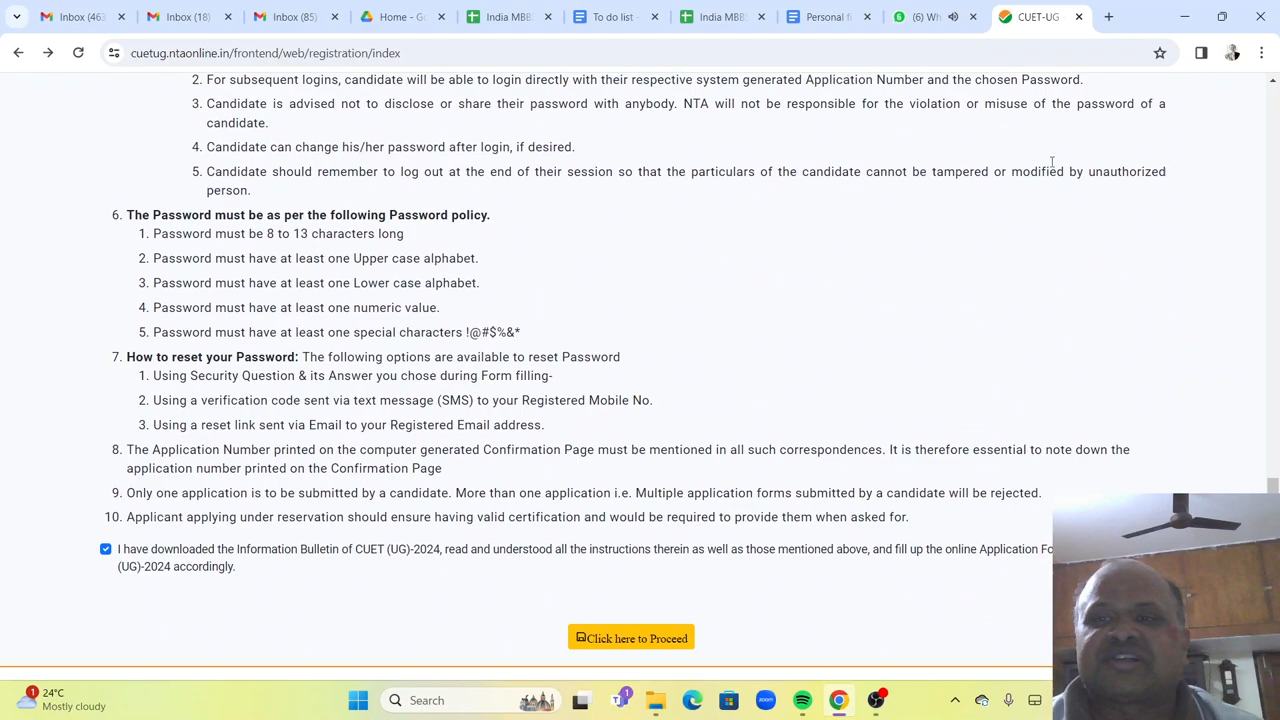 Inbox (463
Inbox (18)
Inbox (85)
Home - Go
India MBB
To do list -
India MBB
Personal fi
(6) Wh
CUET-UG
cuetug.ntaonline.in/frontend/web/registration/index
2. For subsequent logins, candidate will be able to login directly with their respective system generated Application Number and the chosen Password.
3. Candidate is advised not to disclose or share their password with anybody. NTA will not be responsible for the violation or misuse of the password of a
candidate.
4. Candidate can change his/her password after login, if desired.
5. Candidate should remember to log out at the end of their session so that the particulars of the candidate cannot be tampered or modified by unauthorized
person.
6. The Password must be as per the following Password policy.
1. Password must be 8 to 13 characters long
2. Password must have at least one Upper case alphabet.
3. Password must have at least one Lower case alphabet.
4. Password must have at least one numeric value.
5. Password must have at least one special characters !@#$%&*
7. How to reset your Password: The following options are available to reset Password
1. Using Security Question & its Answer you chose during Form filling-
2. Using a verification code sent via text message (SMS) to your Registered Mobile No.
3. Using a reset link sent via Email to your Registered Email address.
8. The Application Number printed on the computer generated Confirmation Page must be mentioned in all such correspondences. It is therefore essential to note down the
application number printed on the Confirmation Page
9. Only one application is to be submitted by a candidate. More than one application i.e. Multiple application forms submitted by a candidate will be rejected.
10. Applicant applying under reservation should ensure having valid certification and would be required to provide them when asked for.
I have downloaded the Information Bulletin of CUET (UG)-2024, read and understood all the instructions therein as well as those mentioned above, and fill up the online Application Fo
(UG)-2024 accordingly.
Click here to Proceed
1
24°C
Mostly cloudy
Search
1
zoom